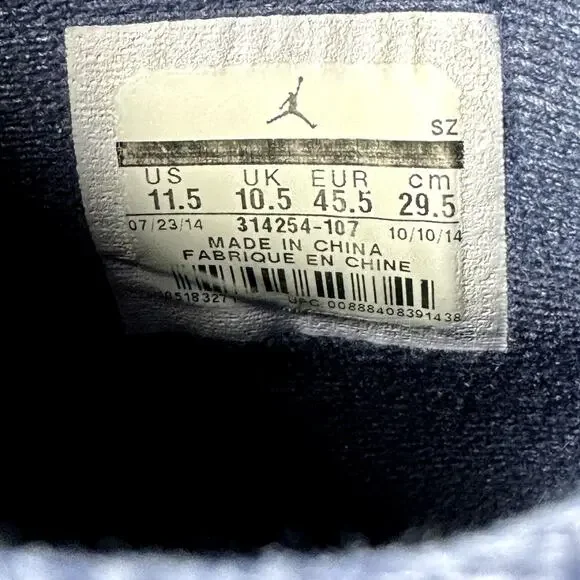 SZ
US UK EUR cm
11.5 10.5 45.5 29.5
07/23/14 314254-107 10/10/14
MADE IN CHINA
FABRIQUE EN CHINE
UPC 00888408391438